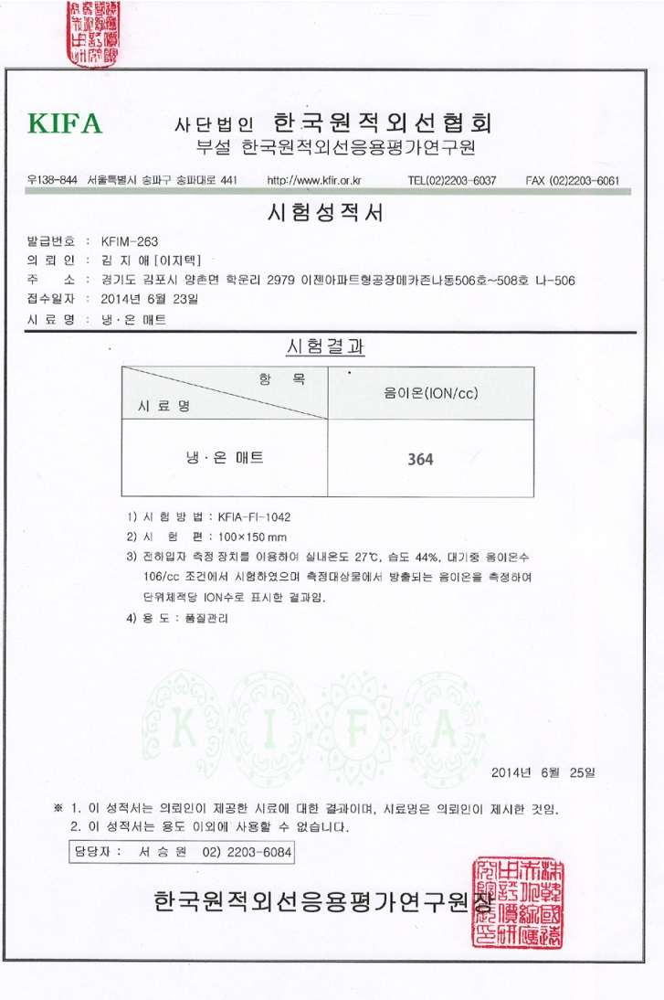 KIFA
사단법인 한국원적외선협회
부설 한국원적외선응용평가연구원
우138-844 서울특별시 송파구 송파대로 441 http://www.kfir.or.kr TEL(02)2203-6037 FAX (02)2203-6061
시험성적서
발급번호 : KFIM-263
의 뢰 인 : 김 지 애 [이지텍]
주 소 : 경기도 김포시 양촌면 학운리 2979 이젠아파트형공장메카존나동506호~508호 나-506
접수일자 : 2014년 6월 23일
시 료 명 : 냉·온 매트
시험결과
항 목
음이온(ION/cc)
시 료 명
냉·온 매트
364
1) 시 험 방 법 : KFIA-FI-1042
2) 시 험 편 : 100×150 mm
3) 전하입자 측정 장치를 이용하여 실내온도 27℃, 습도 44%, 대기중 음이온수
106/cc 조건에서 시험하였으며 측정대상물에서 방출되는 음이온을 측정하여
단위체적당 ION수로 표시한 결과임.
4) 용 도 : 품질관리
KIFA
2014년 6월 25일
※ 1. 이 성적서는 의뢰인이 제공한 시료에 대한 결과이며, 시료명은 의뢰인이 제시한 것임.
2. 이 성적서는 용도 이외에 사용할 수 없습니다.
담당자 : 서 승 원 02) 2203-6084
한국원적외선응용평가연구원장